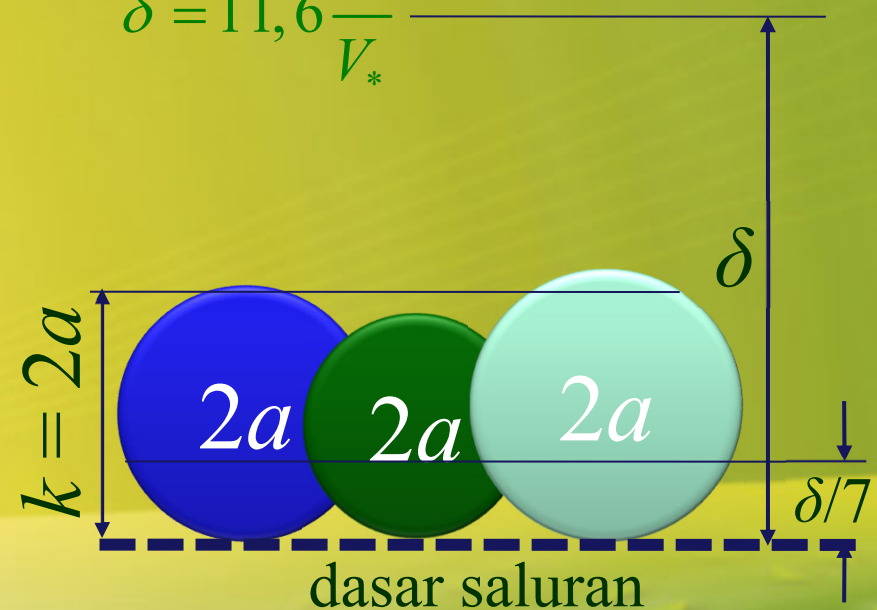 δ = 11,6 — V*
δ
k = 2a
2a
2a
2a
δ/7
dasar saluran